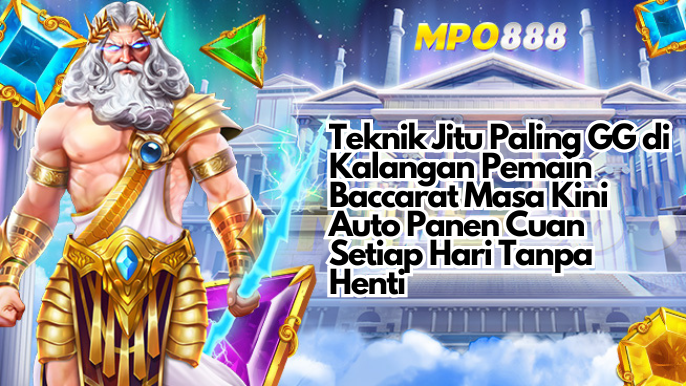 MPO888
Teknik Jitu Paling GG di
Kalangan Pemain
Baccarat Masa Kini
Auto Panen Cuan
Setiap Hari Tanpa
Henti